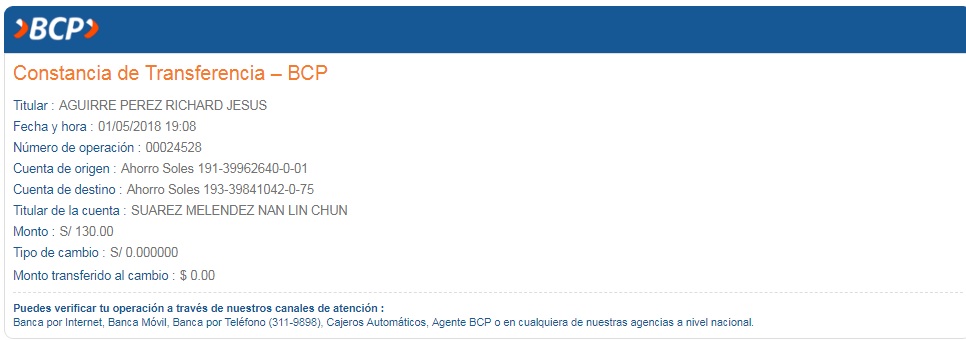 BCP
Constancia de Transferencia – BCP
Titular : AGUIRRE PEREZ RICHARD JESUS
Fecha y hora : 01/05/2018 19:08
Número de operación : 00024528
Cuenta de origen : Ahorro Soles 191-39962640-0-01
Cuenta de destino : Ahorro Soles 193-39841042-0-75
Titular de la cuenta : SUAREZ MELENDEZ NAN LIN CHUN
Monto : S/ 130.00
Tipo de cambio : S/ 0.000000
Monto transferido al cambio : $ 0.00
Puedes verificar tu operación a través de nuestros canales de atención :
Banca por Internet, Banca Móvil, Banca por Teléfono (311-9898), Cajeros Automáticos, Agente BCP o en cualquiera de nuestras agencias a nivel nacional.